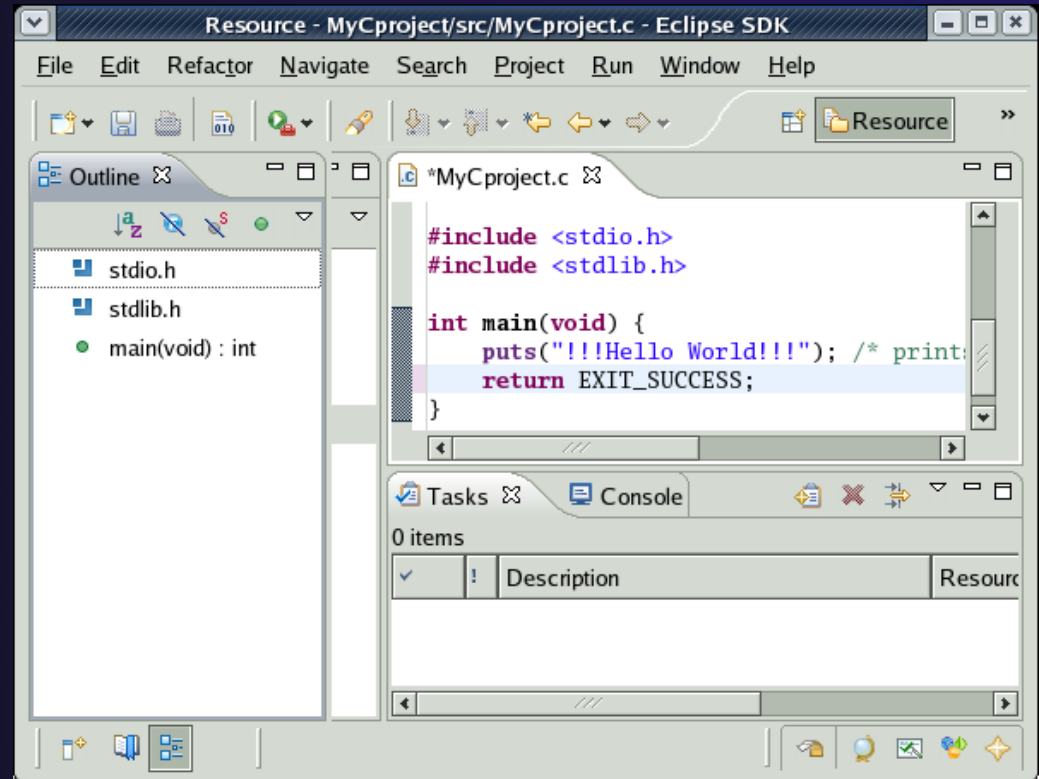 Resource - MyCproject/src/MyCproject.c - Eclipse SDK
File Edit Refactor Navigate Search Project Run Window Help
010
Resource »
Outline
a
z
S
stdio.h
stdlib.h
main(void) : int
.c *MyCproject.c
#include <stdio.h>
#include <stdlib.h>
int main(void) {
puts("!!!Hello World!!!"); /* prints
return EXIT_SUCCESS;
}
Tasks Console
0 items
! Description Resourc